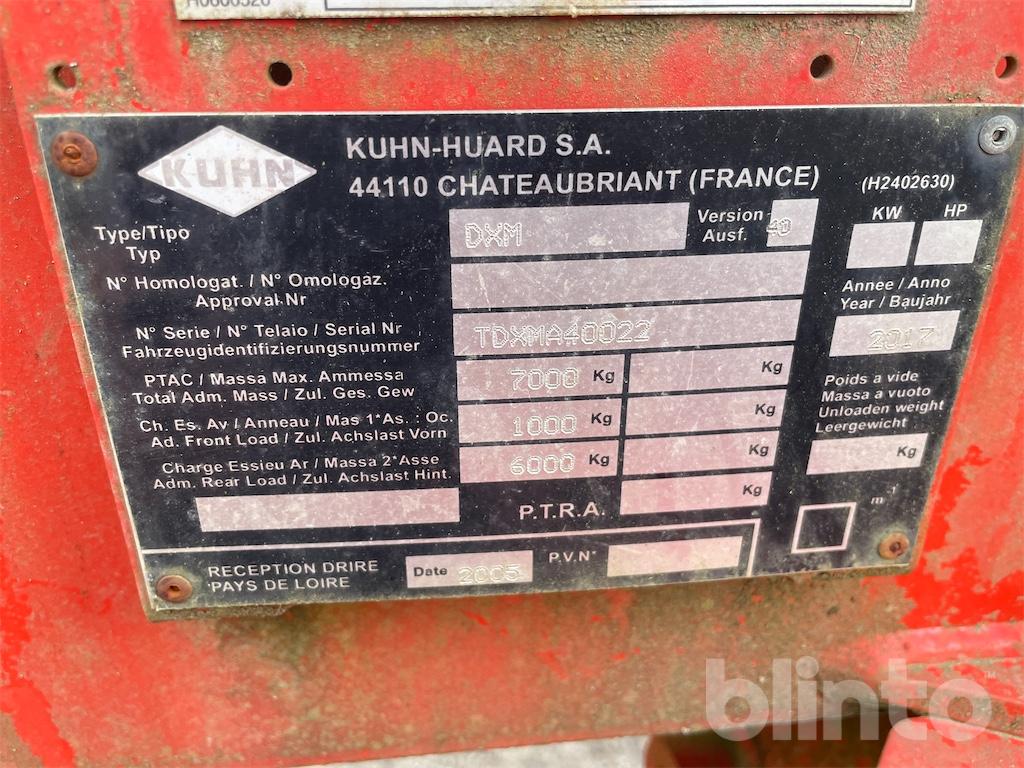 H0600526
KUHN
KUHN-HUARD S.A.
44110 CHATEAUBRIANT (FRANCE)
(H2402630)
Type/Tipo
Typ
DXM
Version
Ausf.
40
KW HP
N° Homologat. / N° Omologaz.
Approval Nr
Année / Anno
Year / Baujahr
2017
N° Serie / N° Telaio / Serial Nr
Fahrzeugidentifizierungsnummer
TDXMA40022
PTAC / Massa Max. Ammessa
Total Adm. Mass / Zul. Ges. Gew
7000 Kg Kg
Poids a vide
Massa a vuoto
Unloaden weight
Leergewicht
Kg
Ch. Es. Av / Anneau / Mas 1°As. : Oc.
Ad. Front Load / Zul. Achslast Vorn
1000 Kg Kg
Charge Essieu Ar / Massa 2°Asse
Adm. Rear Load / Zul. Achslast Hint.
6000 Kg Kg
P.T.R.A. Kg
m
RECEPTION DRIRE
PAYS DE LOIRE
Date 2005
P.V.N°
blinto